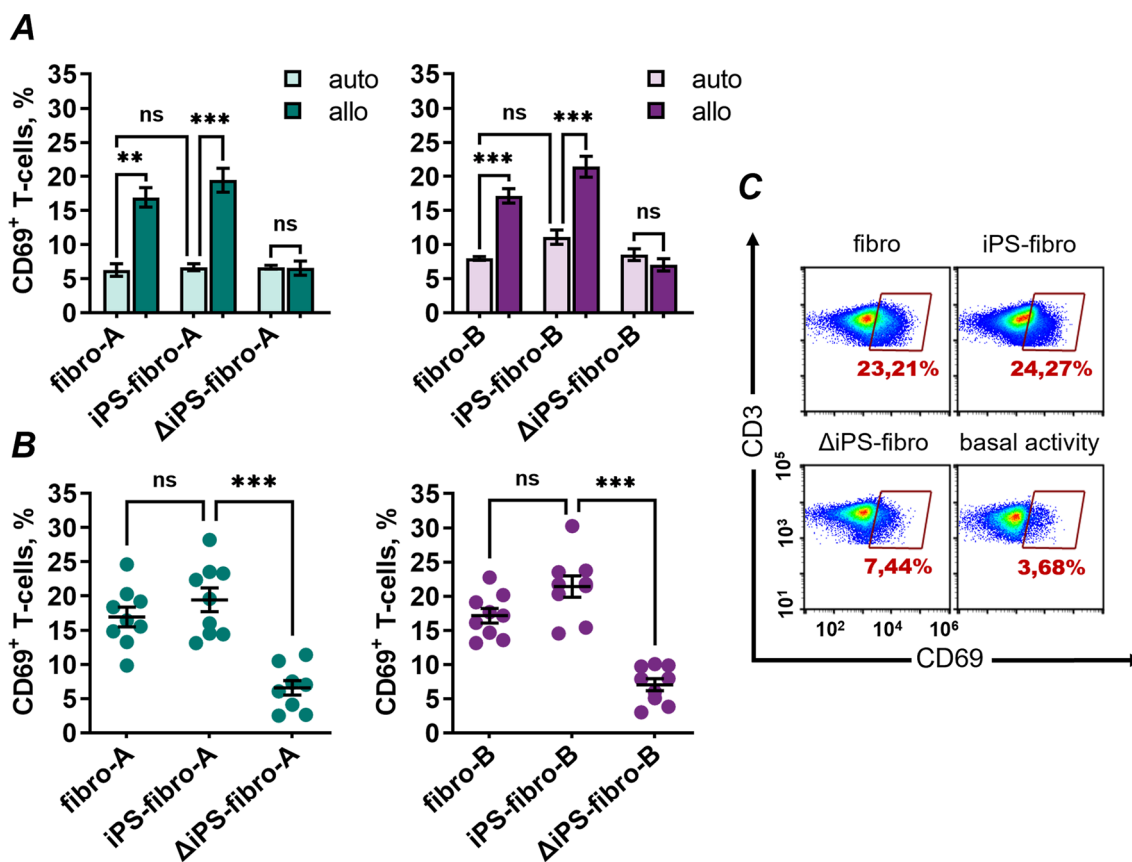 A
CD69⁺ T-cells, %
35
30
25
20
15
10
5
0
auto
allo
ns
***
**
ns
fibro-A
iPS-fibro-A
ΔiPS-fibro-A
35
30
25
20
15
10
5
0
auto
allo
ns
***
***
ns
fibro-B
iPS-fibro-B
ΔiPS-fibro-B
B
CD69⁺ T-cells, %
35
30
25
20
15
10
5
0
ns
***
fibro-A
iPS-fibro-A
ΔiPS-fibro-A
CD69⁺ T-cells, %
35
30
25
20
15
10
5
0
ns
***
fibro-B
iPS-fibro-B
ΔiPS-fibro-B
C
CD3
fibro
iPS-fibro
23,21%
24,27%
ΔiPS-fibro
basal activity
10⁵
10³
10¹
7,44%
3,68%
10² 10⁴ 10⁶
CD69